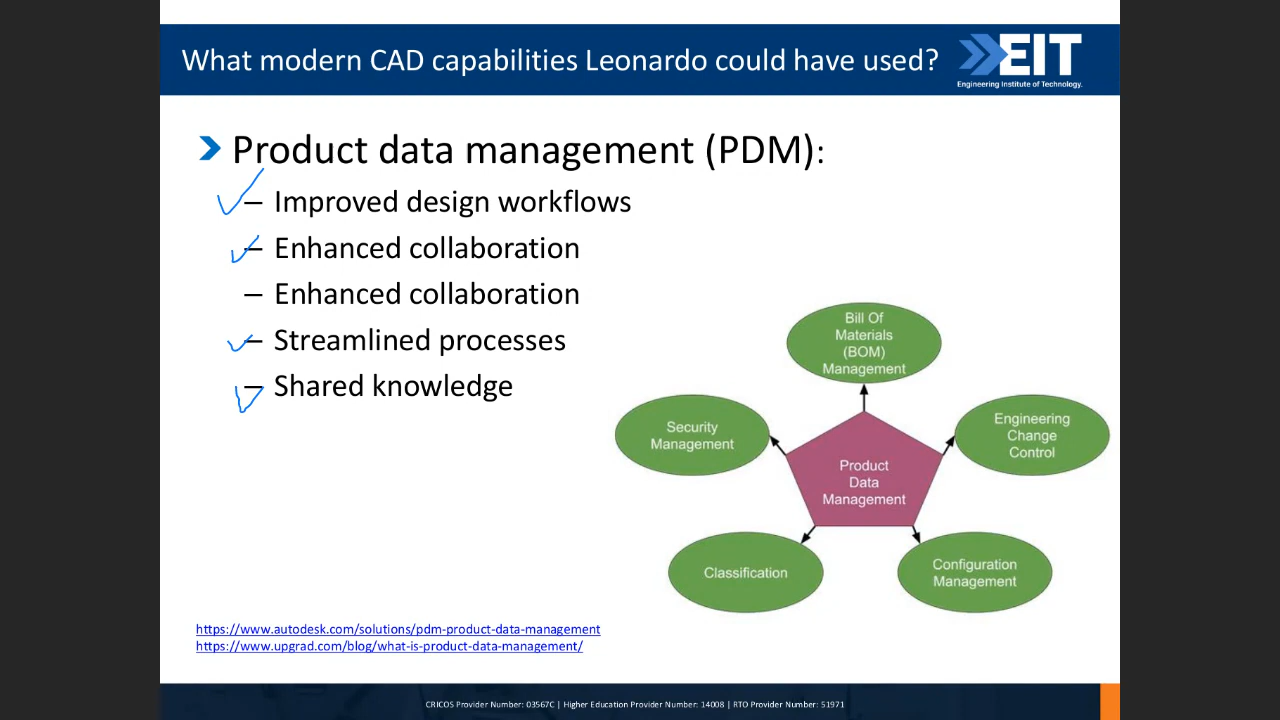 What modern CAD capabilities Leonardo could have used?
EIT
Engineering Institute of Technology.
Product data management (PDM):
– Improved design workflows
– Enhanced collaboration
– Enhanced collaboration
– Streamlined processes
– Shared knowledge
Bill Of
Materials
(BOM)
Management
Security
Management
Engineering
Change
Control
Product
Data
Management
Classification
Configuration
Management
https://www.autodesk.com/solutions/pdm-product-data-management
https://www.upgrad.com/blog/what-is-product-data-management/
CRICOS Provider Number: 03567C | Higher Education Provider Number: 14008 | RTO Provider Number: 51971